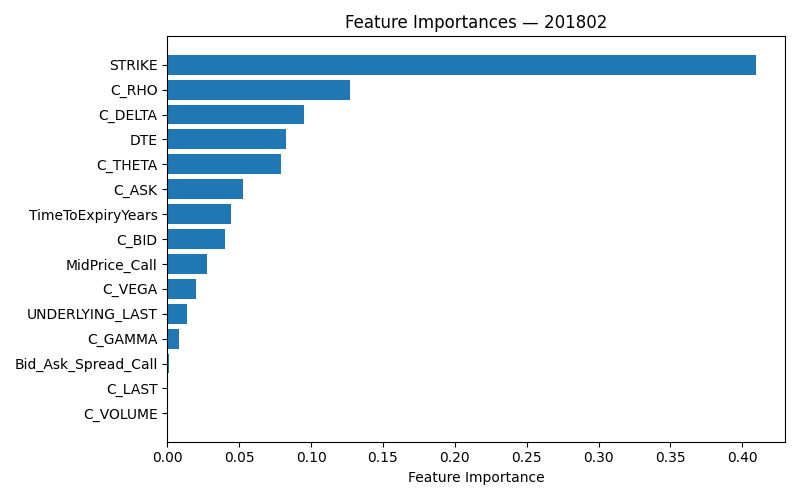 Feature Importances — 201802
STRIKE
C_RHO
C_DELTA
DTE
C_THETA
C_ASK
TimeToExpiryYears
C_BID
MidPrice_Call
C_VEGA
UNDERLYING_LAST
C_GAMMA
Bid_Ask_Spread_Call
C_LAST
C_VOLUME
0.00 0.05 0.10 0.15 0.20 0.25 0.30 0.35 0.40
Feature Importance